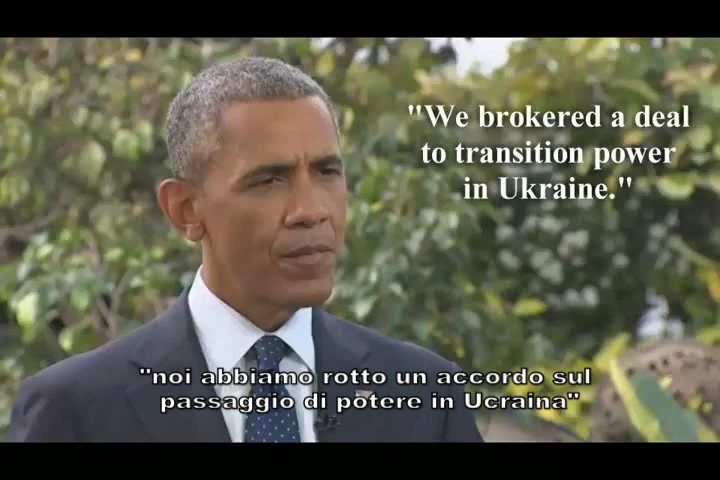 "We brokered a deal
to transition power
in Ukraine."
"noi abbiamo rotto un accordo sul
passaggio di potere in Ucraina"